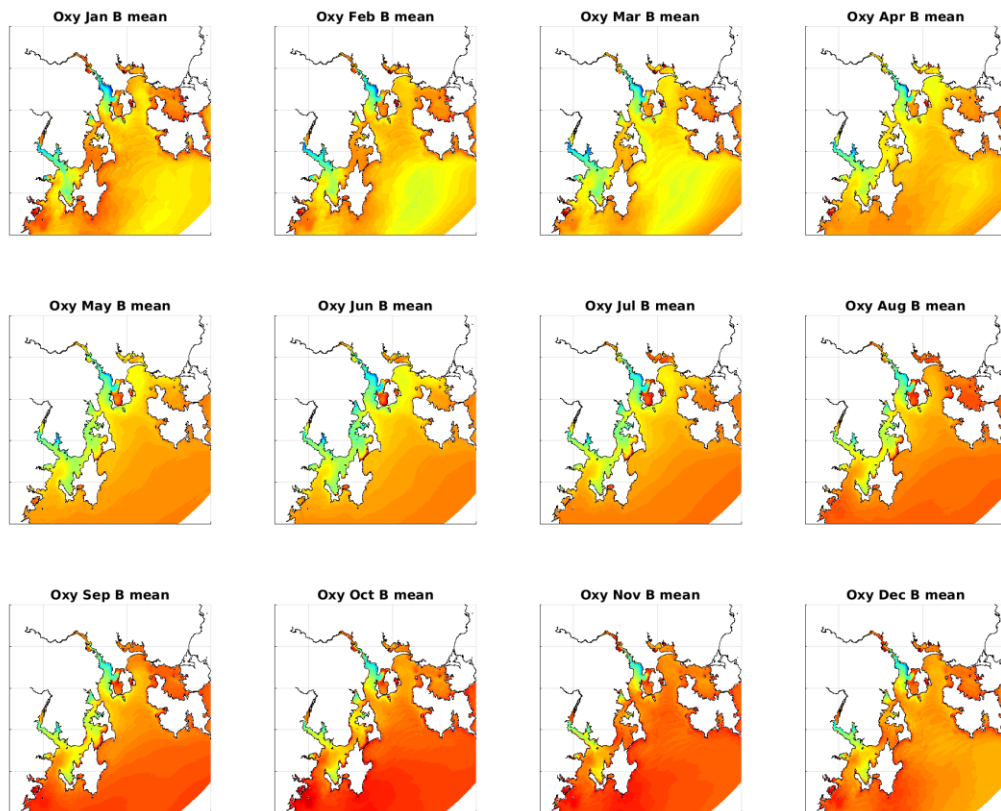 Oxy Jan B mean
Oxy Feb B mean
Oxy Mar B mean
Oxy Apr B mean
Oxy May B mean
Oxy Jun B mean
Oxy Jul B mean
Oxy Aug B mean
Oxy Sep B mean
Oxy Oct B mean
Oxy Nov B mean
Oxy Dec B mean